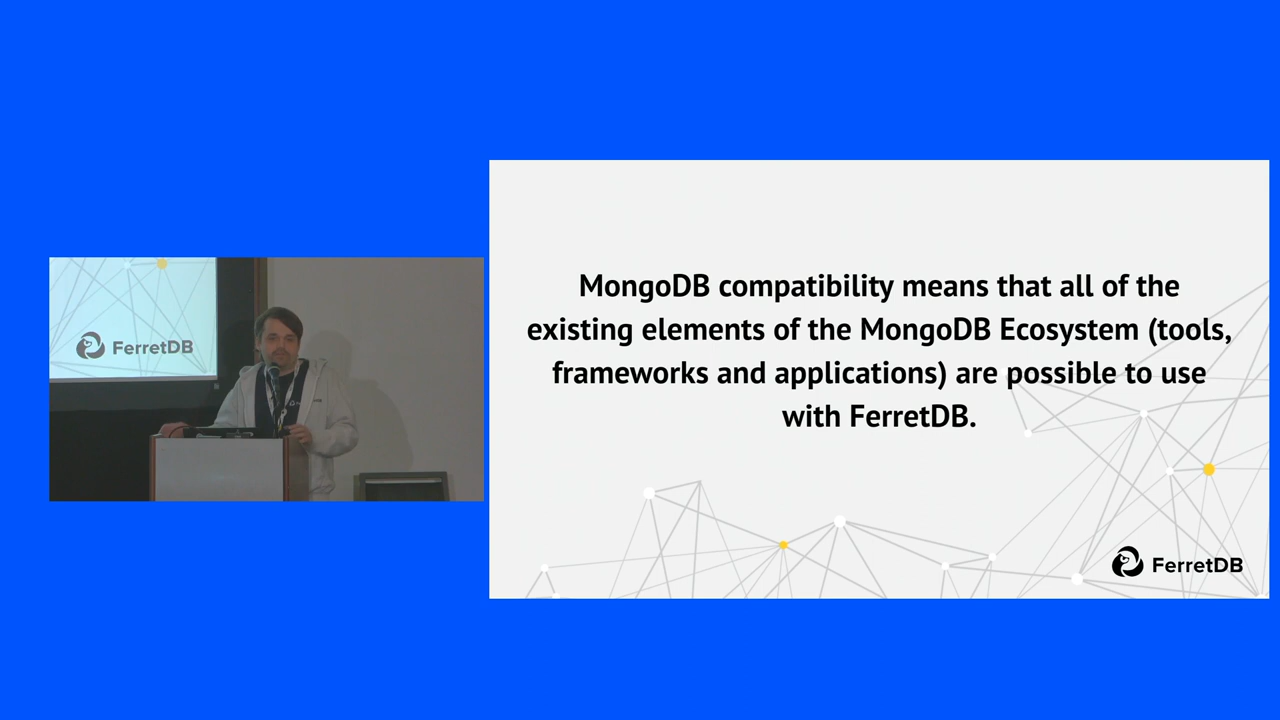 FerretDB
MongoDB compatibility means that all of the
existing elements of the MongoDB Ecosystem (tools,
frameworks and applications) are possible to use
with FerretDB.
FerretDB